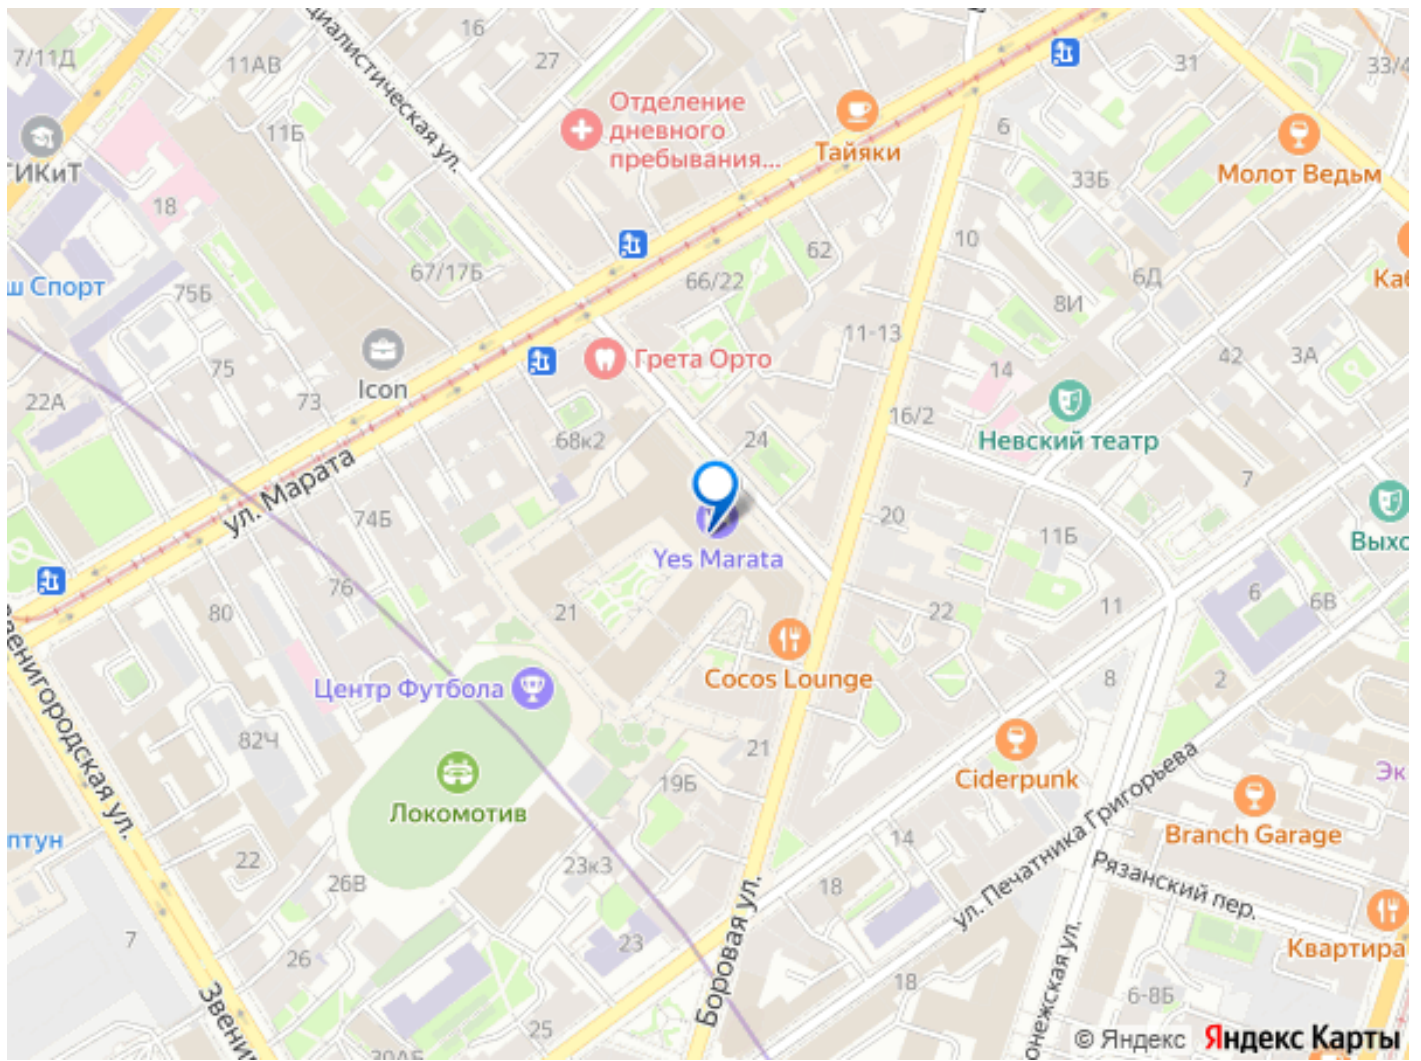 7/11Д
16
11АВ
27
циалистическая ул.
11Б
Отделение
дневного
пребывания...
Тайяки
6
31
33/4
Молот Ведьм
33Б
ГИКиТ
18
67/17Б
62
66/22
10
6Д
8И
Каб
ш Спорт
75Б
11-13
Icon
Грета Орто
75
73
22А
42
3А
14
16/2
Невский театр
68к2
24
7
ул. Марата
74Б
Yes Marata
20
11Б
Выхо
76
80
21
22
11
6
6В
Cocos Lounge
Центр Футбола
8
2
Звенигородская ул.
82Ч
21
Ciderpunk
19Б
Локомотив
Эк
Branch Garage
птун
22
26В
23к3
14
18
ул. Печатника Григорьева
Рязанский пер.
7
26
23
Боровая ул.
Квартира
18
6-8Б
Звениг
25
30АБ
онежская ул.
© Яндекс Яндекс Карты